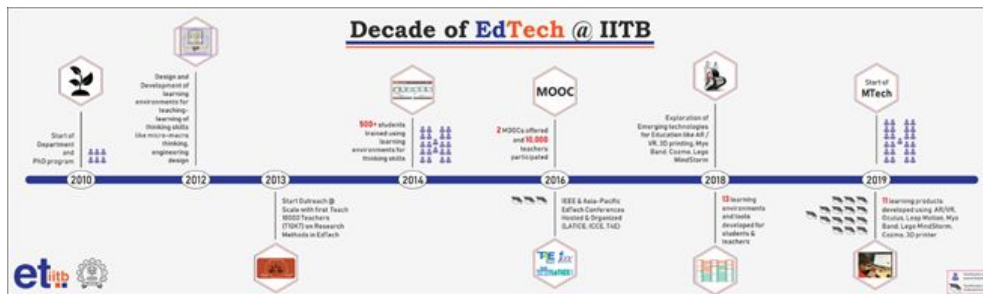 Decade of EdTech @ IITB
Start of
Department
and
PhD program
2010
Design and
Development of
learning
environments for
teaching-
learning of
thinking skills
like micro-macro
thinking,
engineering
design
2012
2013
Start Outreach @
Scale with first Teach
10000 Teachers
(T10KT) on Research
Methods in EdTech
500+ students
trained using
learning
environments for
thinking skills
2014
MOOC
2 MOOCs offered
and 10,000
teachers
participated
2016
IEEE & Asia-Pacific
EdTech Conferences
Hosted & Organized
(LATICE, ICCE, T4E)
Exploration of
Emerging technologies
for Education like AR /
VR, 3D printing, Myo
Band, Cozmo, Lego
MindStorm
2018
13 learning
environments
and tools
developed for
students &
teachers
Start of
MTech
2019
11 learning products
developed using AR/VR,
Oculus, Leap Motion, Myo
Band, Lego MindStorm,
Cozmo, 3D printer
et iitb